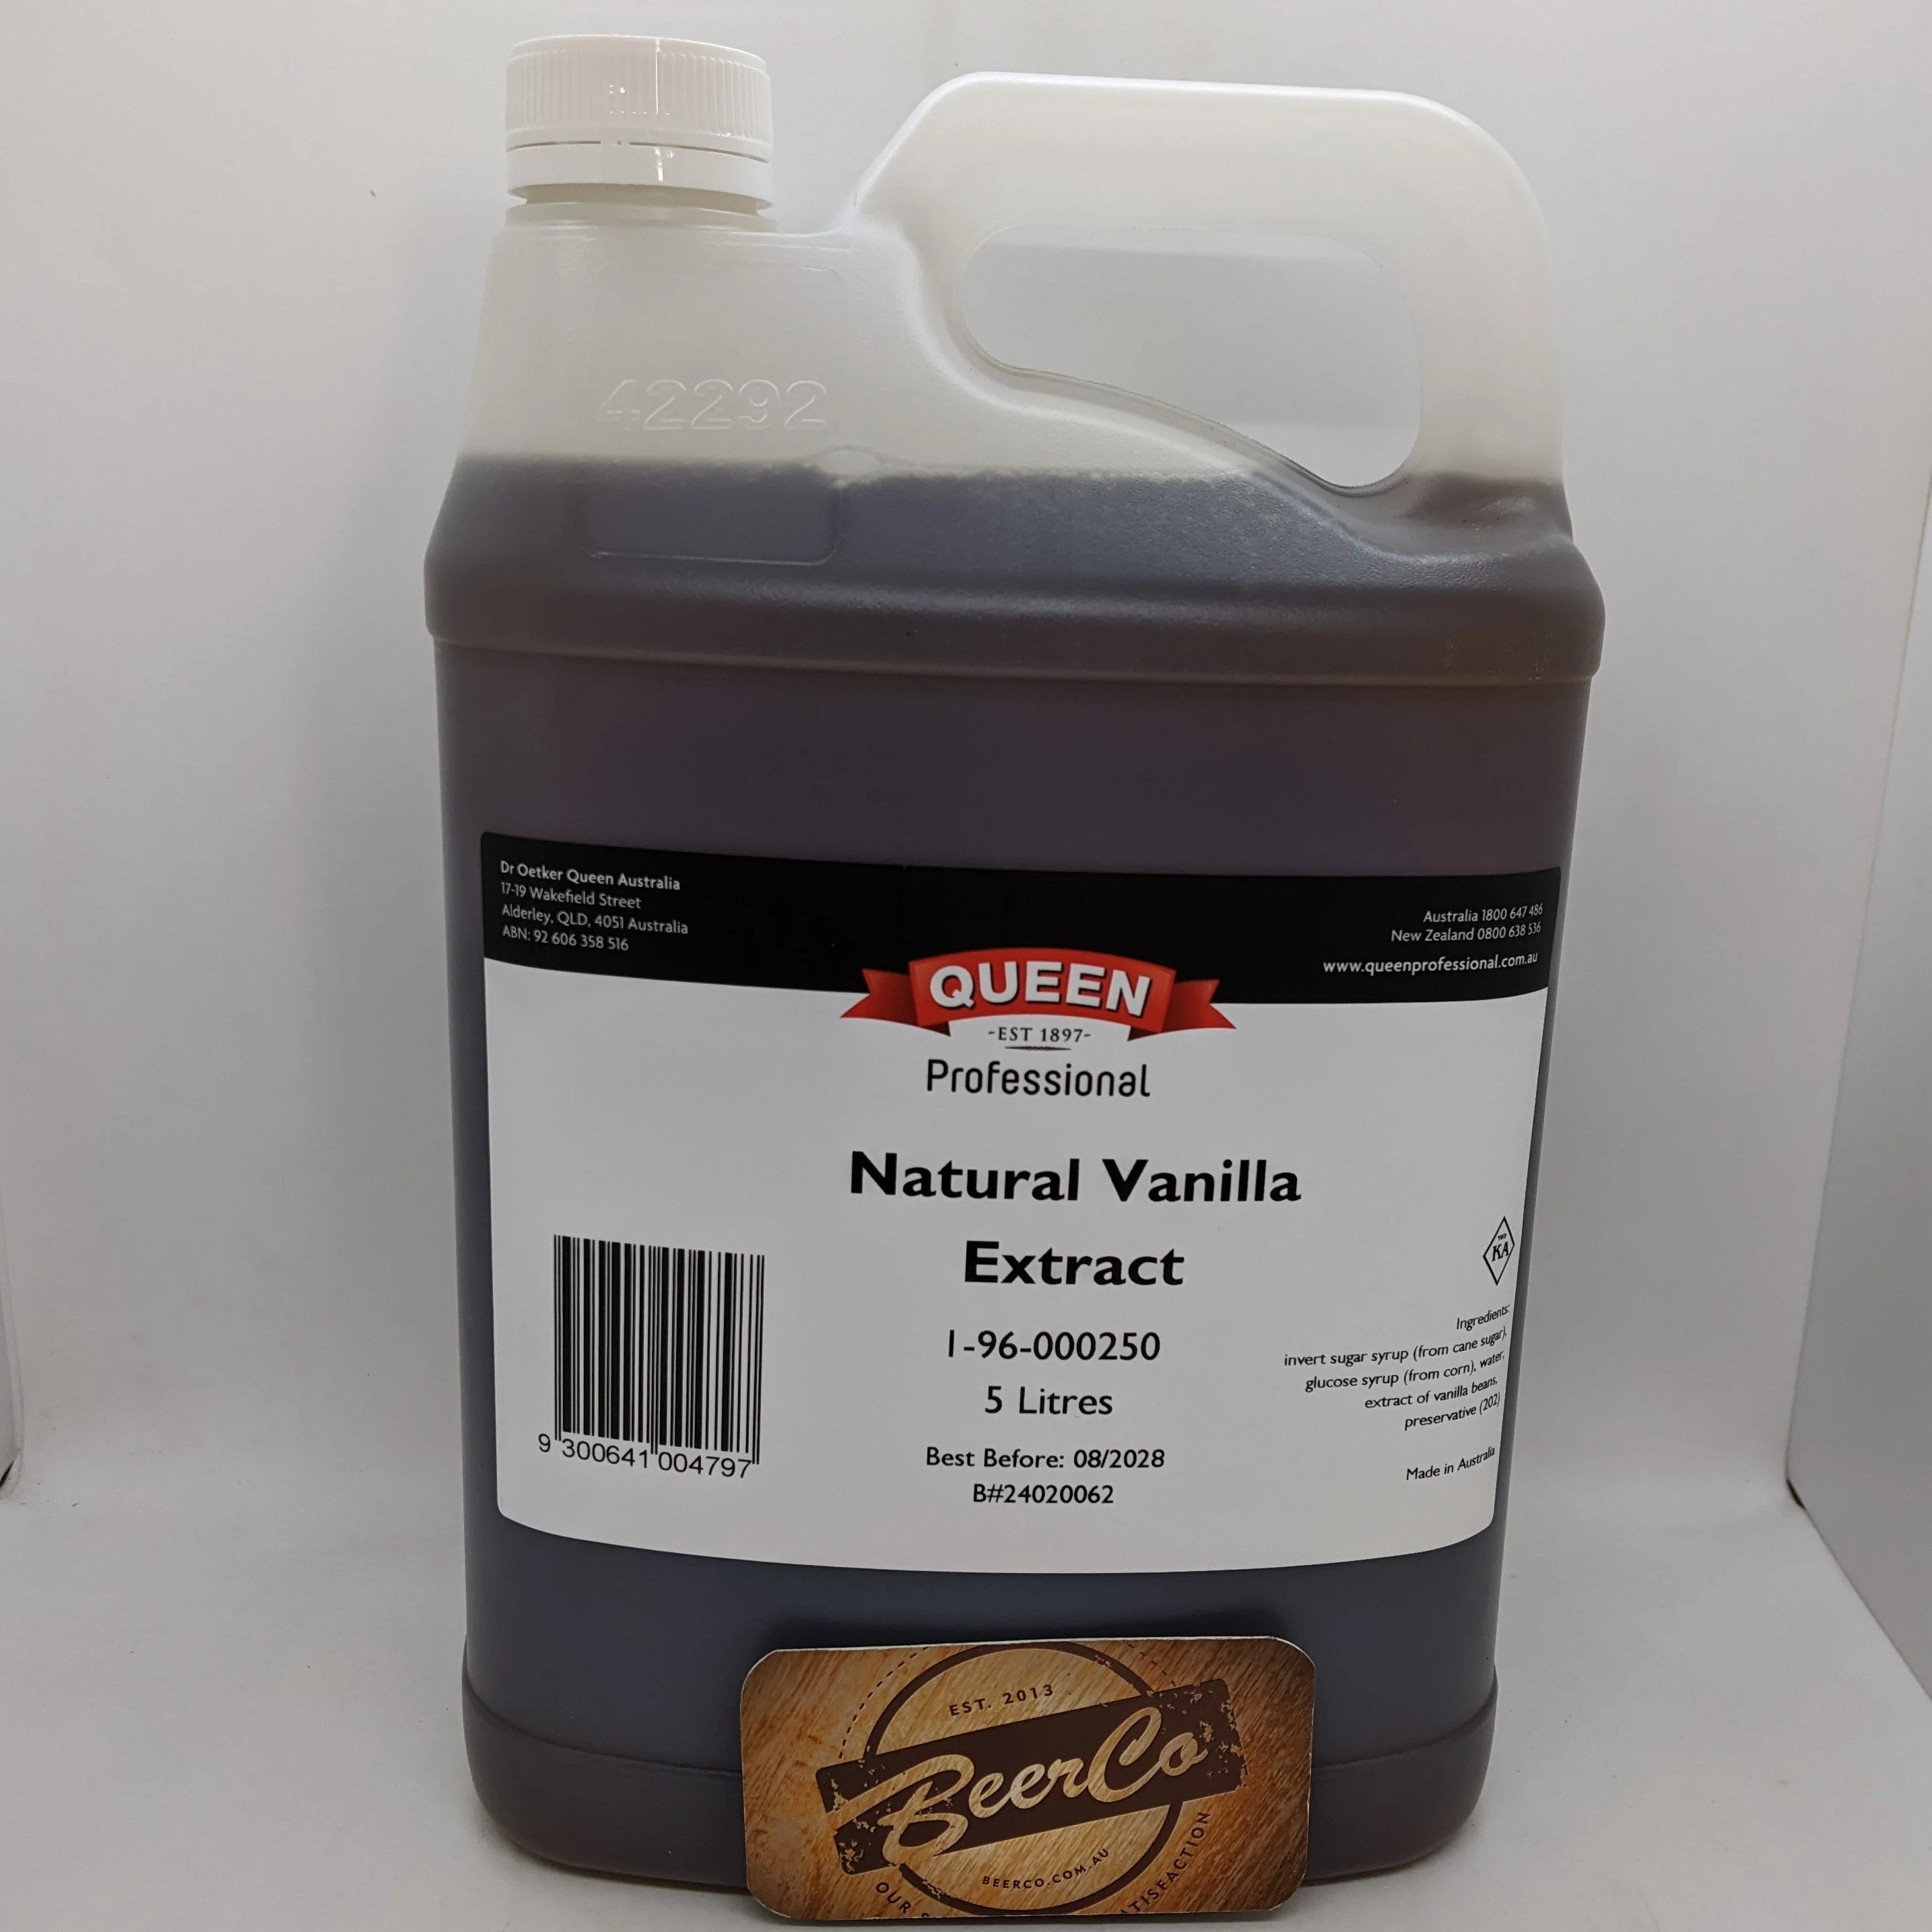 42292
Dr Oetker Queen Australia
17-19 Wakefield Street
Alderley, QLD, 4051 Australia
ABN: 92 606 358 516
Australia 1800 647 486
New Zealand 0800 638 536
www.queenprofessional.com.au
QUEEN
-EST 1897-
Professional
Natural Vanilla
Extract
1-96-000250
5 Litres
Best Before: 08/2028
B#24020062
9 300641 004797
KA
Ingredients:
invert sugar syrup (from cane sugar),
glucose syrup (from corn), water,
extract of vanilla beans,
preservative (202)
Made in Australia
EST. 2013
BeerCo
BEERCO.COM.AU
OUR